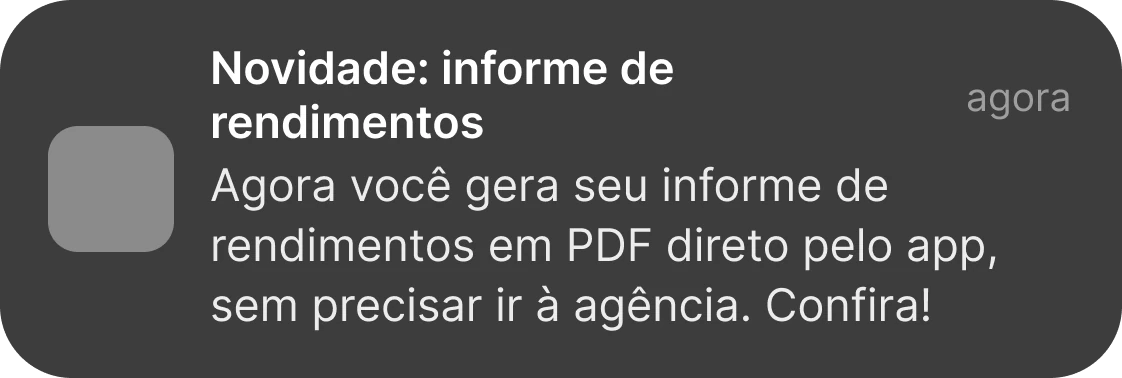 Novidade: informe de
rendimentos
agora
Agora você gera seu informe de
rendimentos em PDF direto pelo app,
sem precisar ir à agência. Confira!